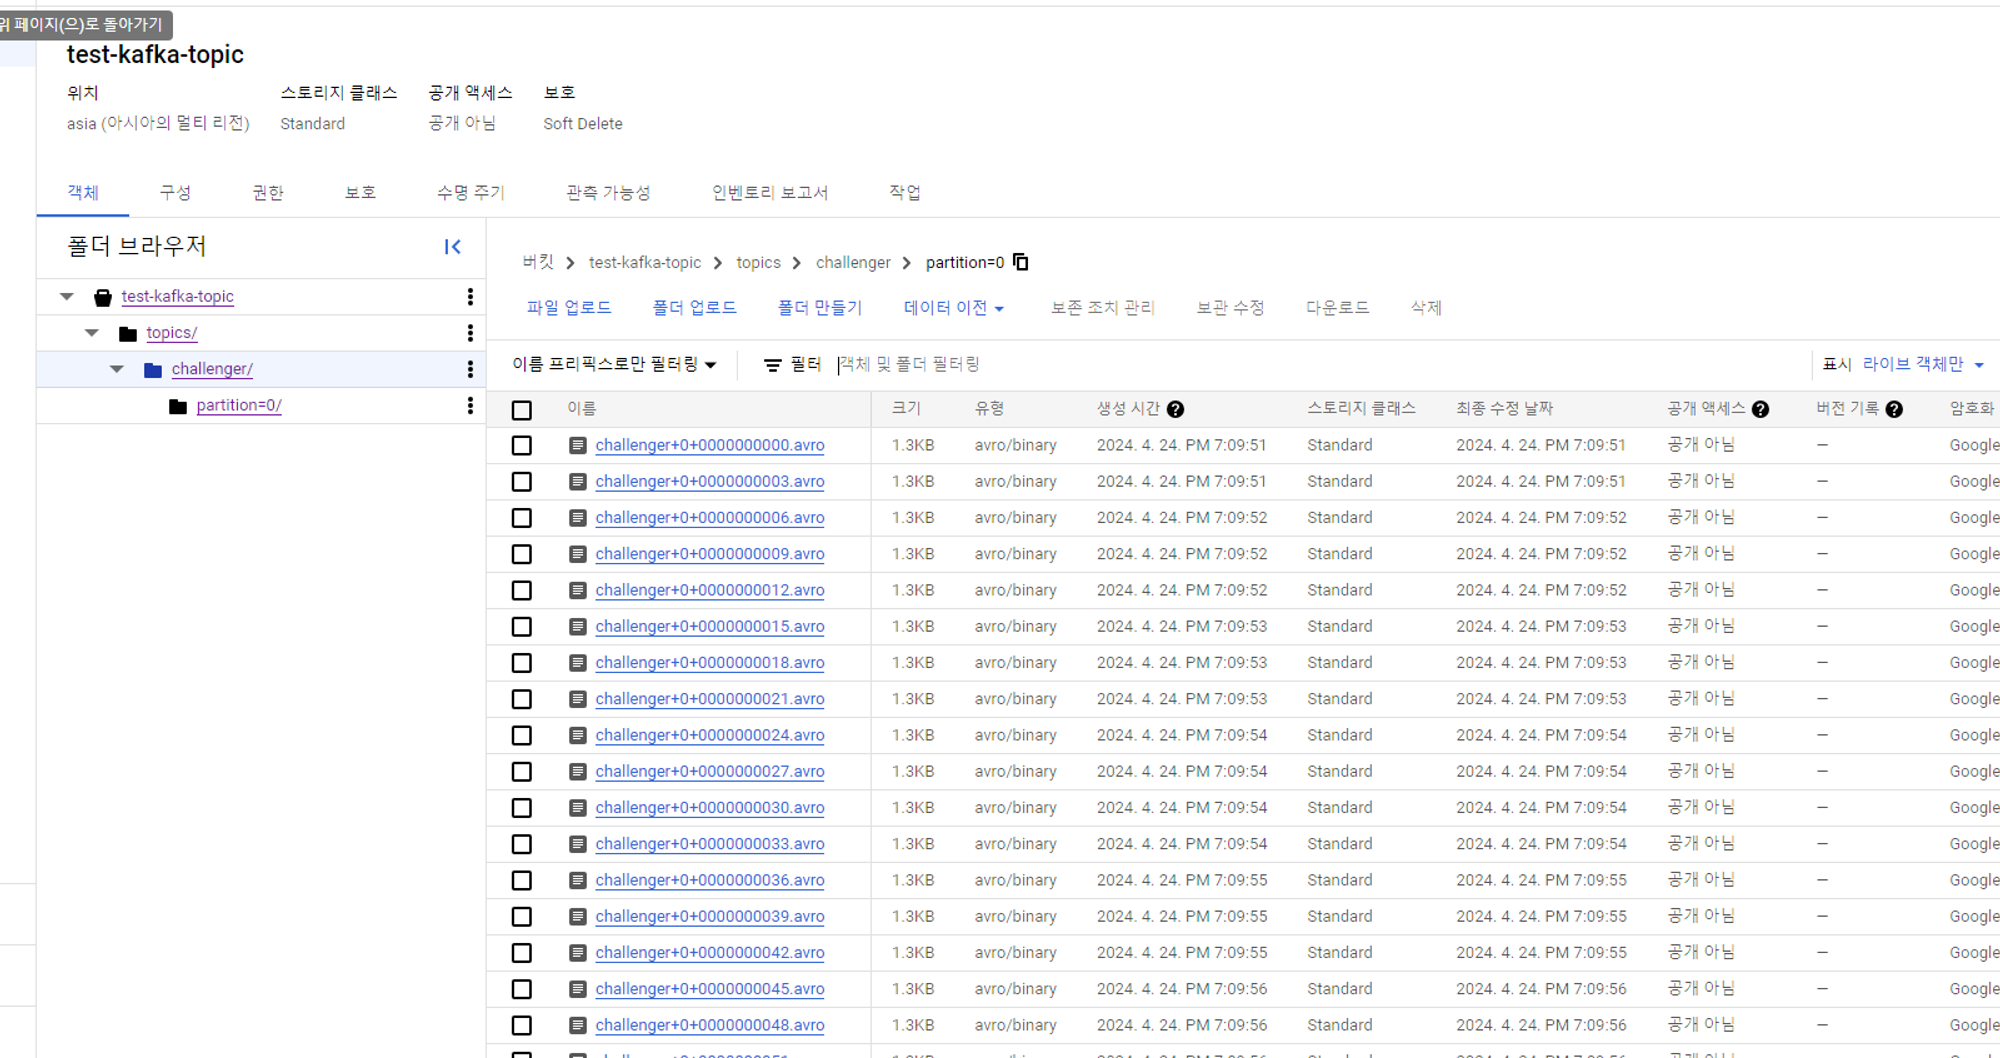 위 페이지(으)로 돌아가기
test-kafka-topic
위치 스토리지 클래스 공개 액세스 보호
asia (아시아의 멀티 리전) Standard 공개 아님 Soft Delete
객체 구성 권한 보호 수명 주기 관측 가능성 인벤토리 보고서 작업
폴더 브라우저
test-kafka-topic
topics/
challenger/
partition=0/
버킷 test-kafka-topic topics challenger partition=0
파일 업로드 폴더 업로드 폴더 만들기 데이터 이전 보존 조치 관리 보관 수정 다운로드 삭제
이름 프리픽스로만 필터링 필터 객체 및 폴더 필터링 표시 라이브 객체만
이름 크기 유형 생성 시간 스토리지 클래스 최종 수정 날짜 공개 액세스 버전 기록 암호화
challenger+0+0000000000.avro 1.3KB avro/binary 2024. 4. 24. PM 7:09:51 Standard 2024. 4. 24. PM 7:09:51 공개 아님 — Google
challenger+0+0000000003.avro 1.3KB avro/binary 2024. 4. 24. PM 7:09:51 Standard 2024. 4. 24. PM 7:09:51 공개 아님 — Google
challenger+0+0000000006.avro 1.3KB avro/binary 2024. 4. 24. PM 7:09:52 Standard 2024. 4. 24. PM 7:09:52 공개 아님 — Google
challenger+0+0000000009.avro 1.3KB avro/binary 2024. 4. 24. PM 7:09:52 Standard 2024. 4. 24. PM 7:09:52 공개 아님 — Google
challenger+0+0000000012.avro 1.3KB avro/binary 2024. 4. 24. PM 7:09:52 Standard 2024. 4. 24. PM 7:09:52 공개 아님 — Google
challenger+0+0000000015.avro 1.3KB avro/binary 2024. 4. 24. PM 7:09:53 Standard 2024. 4. 24. PM 7:09:53 공개 아님 — Google
challenger+0+0000000018.avro 1.3KB avro/binary 2024. 4. 24. PM 7:09:53 Standard 2024. 4. 24. PM 7:09:53 공개 아님 — Google
challenger+0+0000000021.avro 1.3KB avro/binary 2024. 4. 24. PM 7:09:53 Standard 2024. 4. 24. PM 7:09:53 공개 아님 — Google
challenger+0+0000000024.avro 1.3KB avro/binary 2024. 4. 24. PM 7:09:54 Standard 2024. 4. 24. PM 7:09:54 공개 아님 — Google
challenger+0+0000000027.avro 1.3KB avro/binary 2024. 4. 24. PM 7:09:54 Standard 2024. 4. 24. PM 7:09:54 공개 아님 — Google
challenger+0+0000000030.avro 1.3KB avro/binary 2024. 4. 24. PM 7:09:54 Standard 2024. 4. 24. PM 7:09:54 공개 아님 — Google
challenger+0+0000000033.avro 1.3KB avro/binary 2024. 4. 24. PM 7:09:54 Standard 2024. 4. 24. PM 7:09:54 공개 아님 — Google
challenger+0+0000000036.avro 1.3KB avro/binary 2024. 4. 24. PM 7:09:55 Standard 2024. 4. 24. PM 7:09:55 공개 아님 — Google
challenger+0+0000000039.avro 1.3KB avro/binary 2024. 4. 24. PM 7:09:55 Standard 2024. 4. 24. PM 7:09:55 공개 아님 — Google
challenger+0+0000000042.avro 1.3KB avro/binary 2024. 4. 24. PM 7:09:55 Standard 2024. 4. 24. PM 7:09:55 공개 아님 — Google
challenger+0+0000000045.avro 1.3KB avro/binary 2024. 4. 24. PM 7:09:56 Standard 2024. 4. 24. PM 7:09:56 공개 아님 — Google
challenger+0+0000000048.avro 1.3KB avro/binary 2024. 4. 24. PM 7:09:56 Standard 2024. 4. 24. PM 7:09:56 공개 아님 — Google